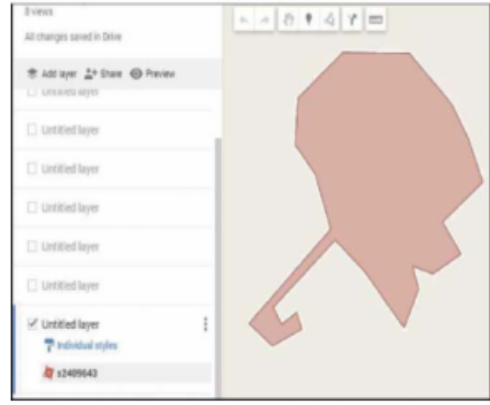 8 views
All changes saved in Drive
Add layer Share Preview
Untitled layer
Untitled layer
Untitled layer
Untitled layer
Untitled layer
Untitled layer
Untitled layer
Individual styles
s2409643